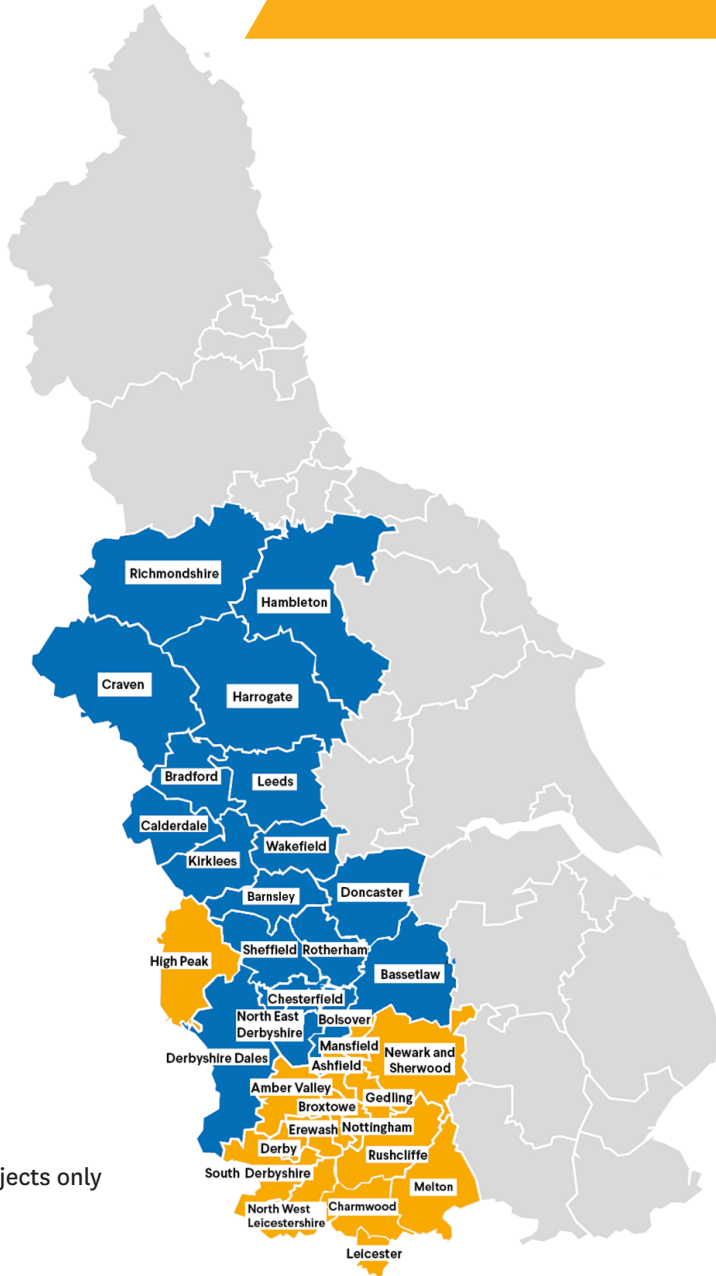 Richmondshire
Hambleton
Craven
Harrogate
Bradford
Leeds
Calderdale
Wakefield
Kirklees
Barnsley
Doncaster
Sheffield
Rotherham
High Peak
Bassetlaw
Chesterfield
North East
Derbyshire
Bolsover
Mansfield
Derbyshire Dales
Ashfield
Newark and
Sherwood
Amber Valley
Gedling
Broxtowe
Erewash
Nottingham
Derby
Rushcliffe
South Derbyshire
jects only
Melton
North West
Leicestershire
Charmwood
Leicester